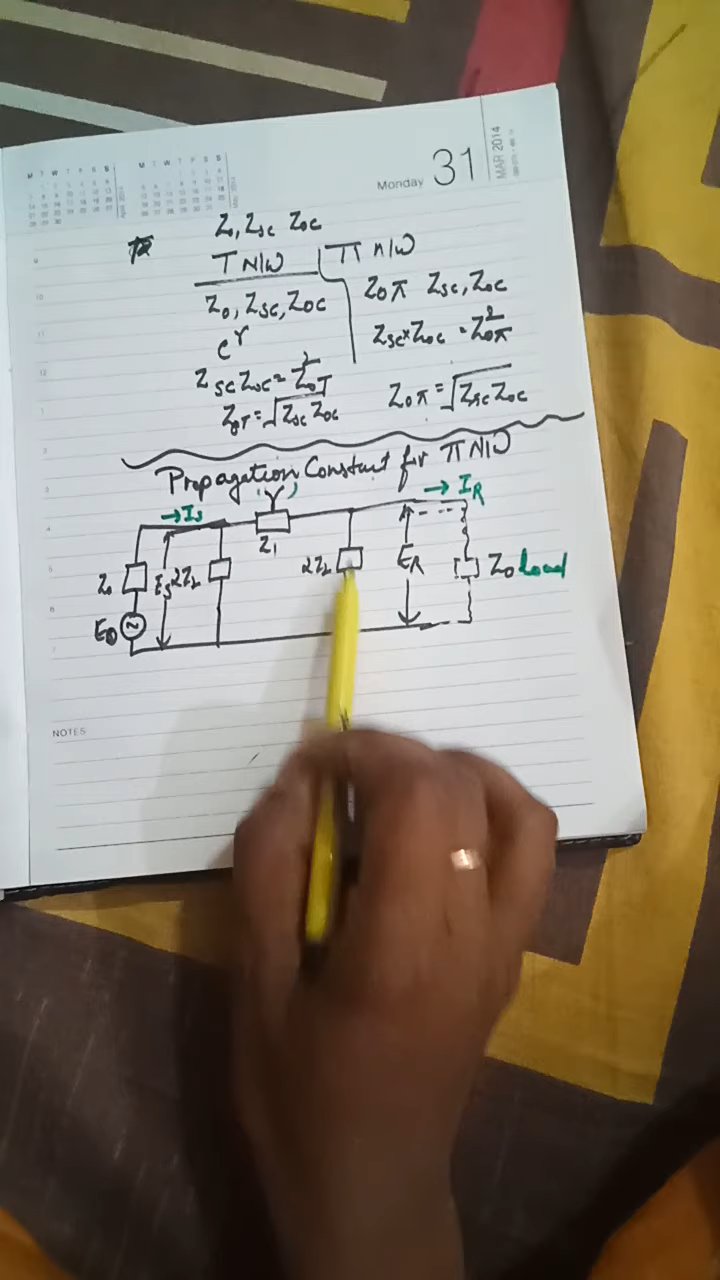 Monday 31
MAR 2014
Z0, Zsc Zoc
T N/W
π n/w
Z0, Zsc, Zoc
Z0π Zsc, Zoc
e^γ
Zsc×Zoc = Z0π²
Zsc Zoc = Z0T²
Z0T = √Zsc Zoc
Z0π = √Zsc Zoc
Propagation Constant for π N/W
(γ)
→Is
→IR
Z1
Z0
Es
2Z2
2Z2
ER
Z0 Load
NOTES